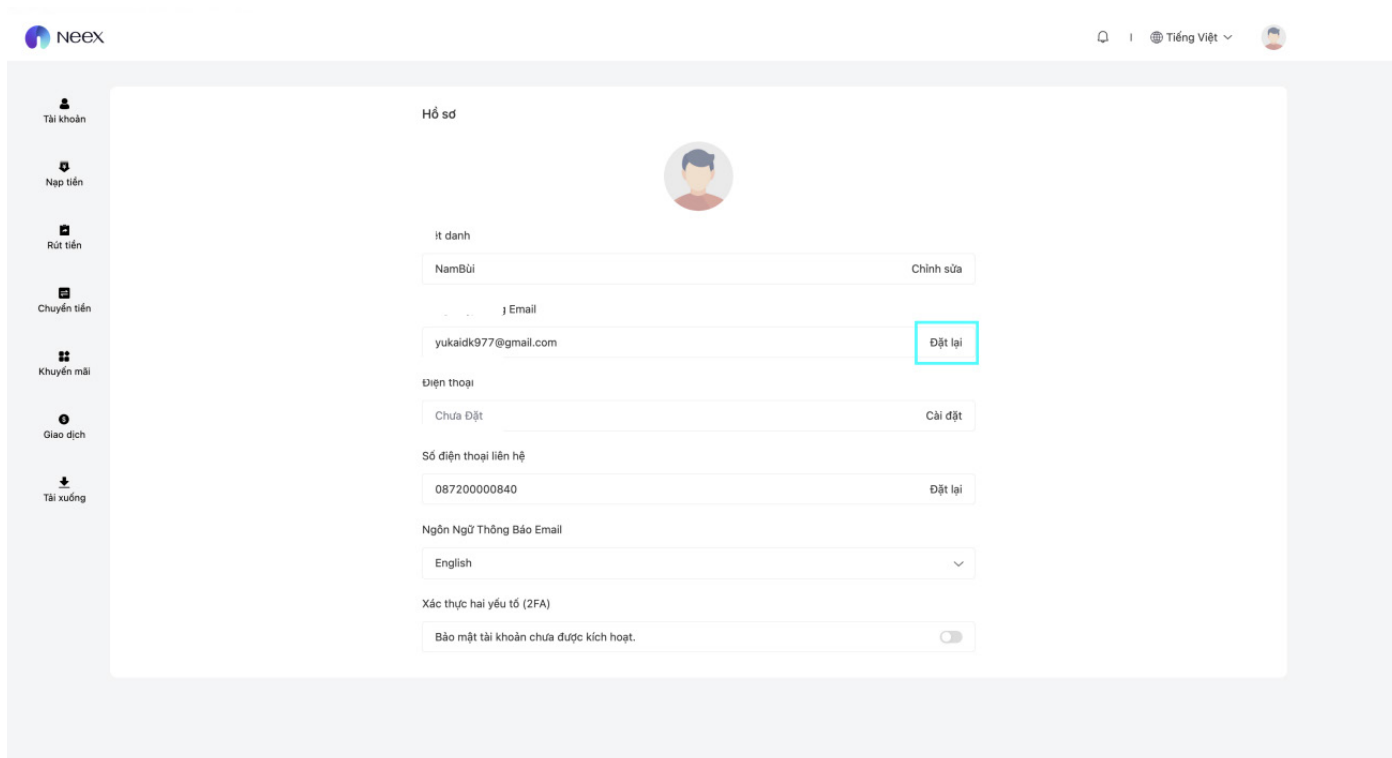 Neex
Tiếng Việt
Tài khoản
Nạp tiền
Rút tiền
Chuyển tiền
Khuyến mãi
Giao dịch
Tải xuống
Hồ sơ
danh
NamBùi Chỉnh sửa
Email
yukaidk977@gmail.com Đặt lại
Điện thoại
Chưa Đặt Cài đặt
Số điện thoại liên hệ
087200000840 Đặt lại
Ngôn Ngữ Thông Báo Email
English
Xác thực hai yếu tố (2FA)
Bảo mật tài khoản chưa được kích hoạt.